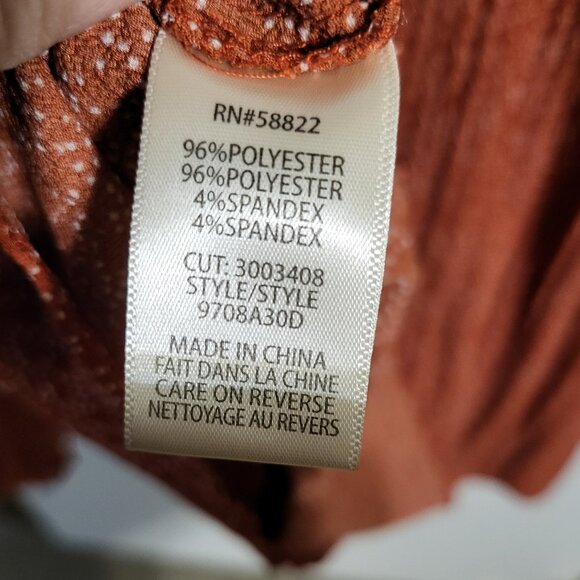 RN#58822
96%POLYESTER
96%POLYESTER
4%SPANDEX
4%SPANDEX
CUT: 3003408
STYLE/STYLE
9708A30D
MADE IN CHINA
FAIT DANS LA CHINE
CARE ON REVERSE
NETTOYAGE AU REVERS